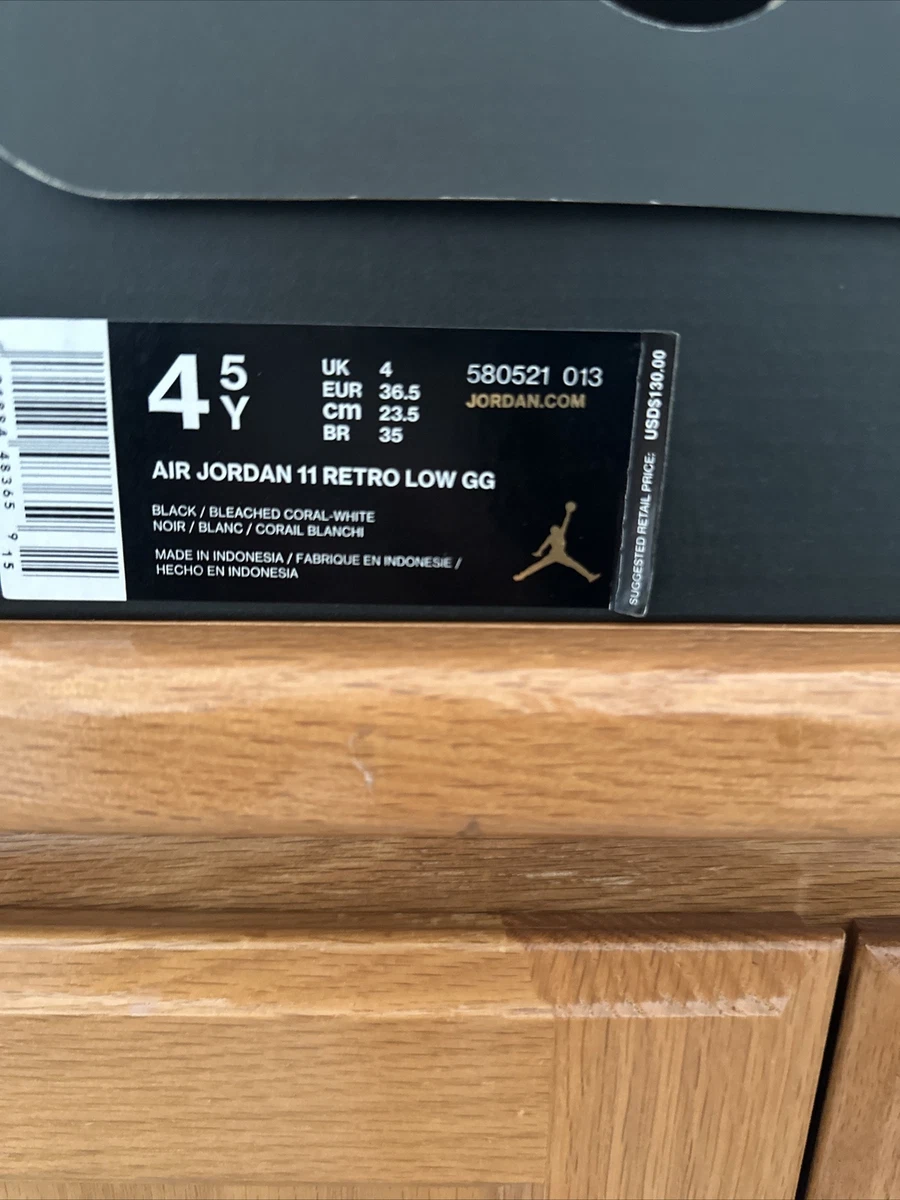 4 5 Y
UK 4
EUR 36.5
cm 23.5
BR 35
580521 013
JORDAN.COM
AIR JORDAN 11 RETRO LOW GG
BLACK / BLEACHED CORAL-WHITE
NOIR / BLANC / CORAIL BLANCHI
MADE IN INDONESIA / FABRIQUE EN INDONESIE /
HECHO EN INDONESIA
SUGGESTED RETAIL PRICE: USD$130.00
48365 9 15